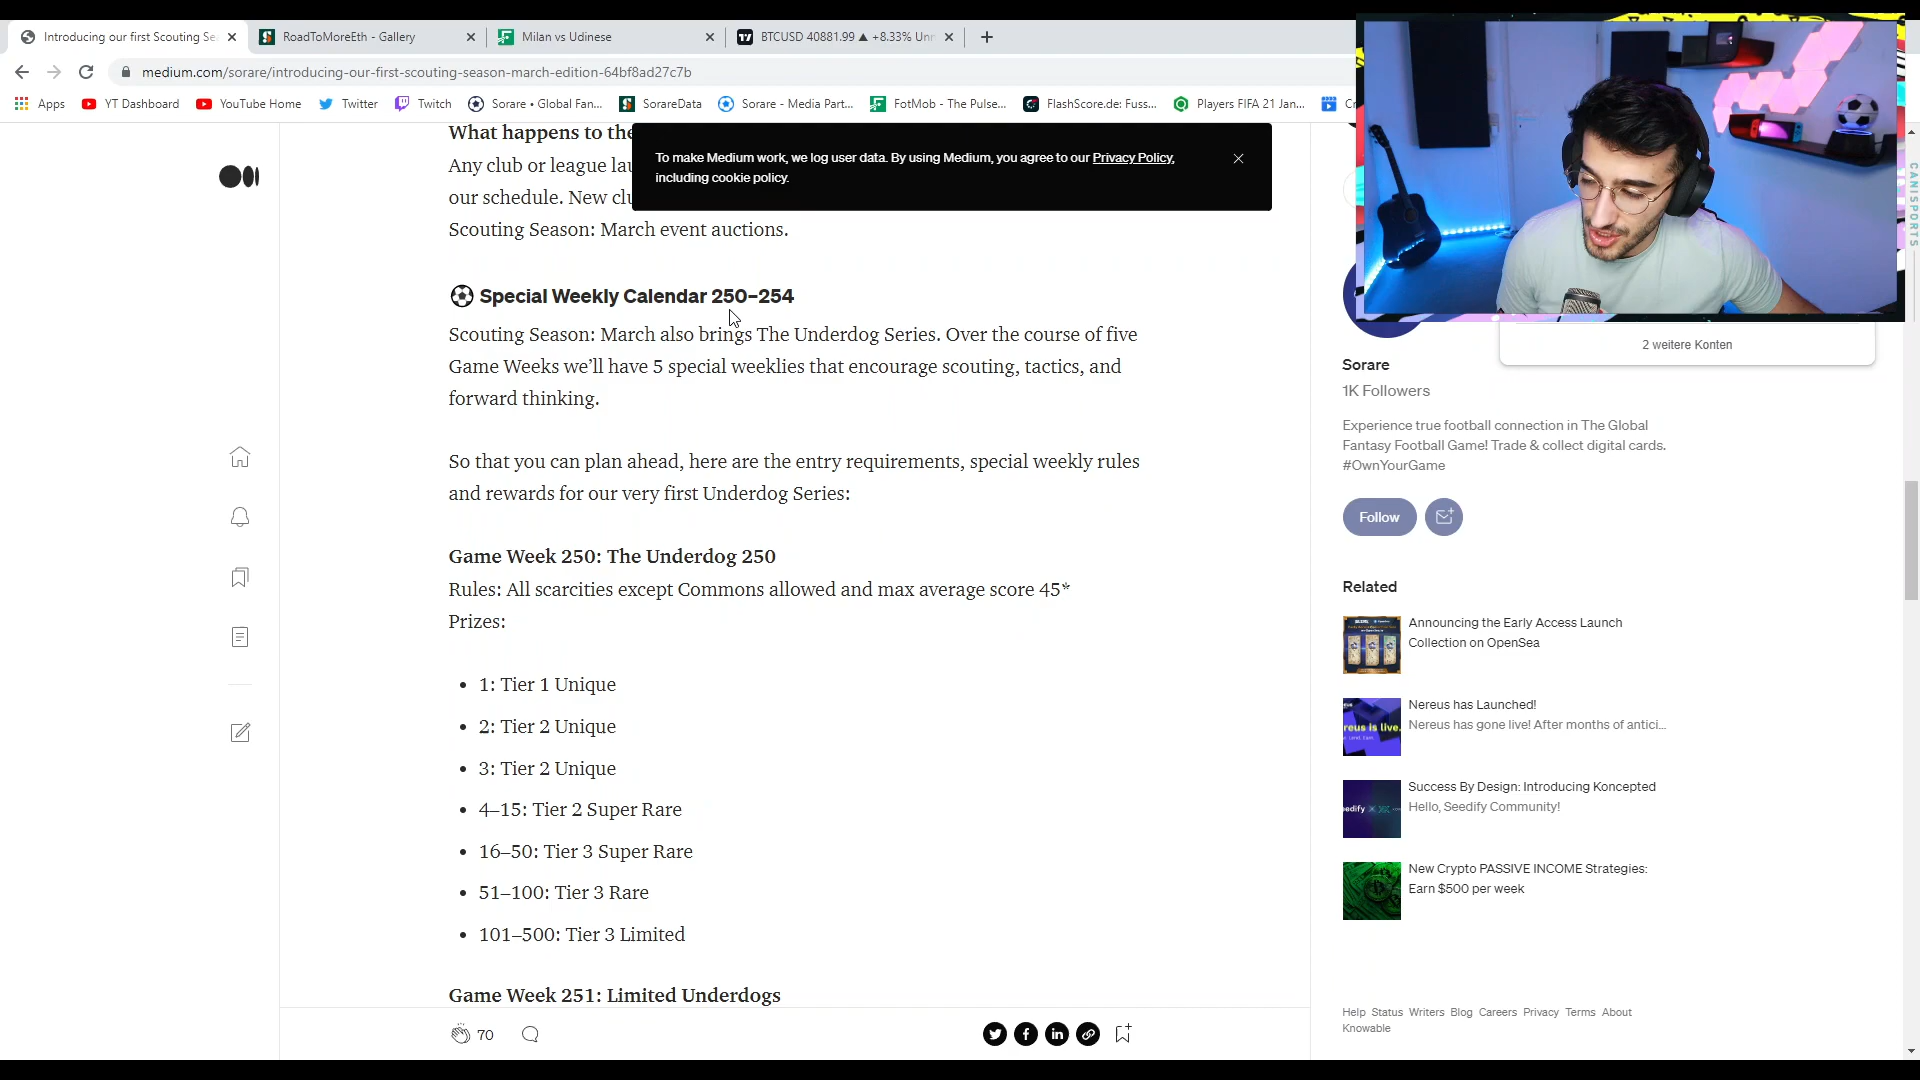 Introducing our first Scouting Se
RoadToMoreEth - Gallery
Milan vs Udinese
BTCUSD 40881.99 ▲ +8.33% Unn
medium.com/sorare/introducing-our-first-scouting-season-march-edition-64bf8ad27c7b
Apps
YT Dashboard
YouTube Home
Twitter
Twitch
Sorare • Global Fan...
SorareData
Sorare - Media Part...
FotMob - The Pulse...
FlashScore.de: Fuss...
Players FIFA 21 Jan...
CANISPORTS
What happens to the
Any club or league lau
our schedule. New clu
Scouting Season: March event auctions.
To make Medium work, we log user data. By using Medium, you agree to our Privacy Policy,
including cookie policy.
Special Weekly Calendar 250–254
Scouting Season: March also brings The Underdog Series. Over the course of five
Game Weeks we'll have 5 special weeklies that encourage scouting, tactics, and
forward thinking.
So that you can plan ahead, here are the entry requirements, special weekly rules
and rewards for our very first Underdog Series:
Game Week 250: The Underdog 250
Rules: All scarcities except Commons allowed and max average score 45*
Prizes:
• 1: Tier 1 Unique
• 2: Tier 2 Unique
• 3: Tier 2 Unique
• 4–15: Tier 2 Super Rare
• 16–50: Tier 3 Super Rare
• 51–100: Tier 3 Rare
• 101–500: Tier 3 Limited
Game Week 251: Limited Underdogs
70
2 weitere Konten
Sorare
1K Followers
Experience true football connection in The Global
Fantasy Football Game! Trade & collect digital cards.
#OwnYourGame
Follow
Related
Announcing the Early Access Launch
Collection on OpenSea
Nereus has Launched!
Nereus has gone live! After months of antici...
reus is live.
Success By Design: Introducing Koncepted
Hello, Seedify Community!
New Crypto PASSIVE INCOME Strategies:
Earn $500 per week
Help Status Writers Blog Careers Privacy Terms About
Knowable